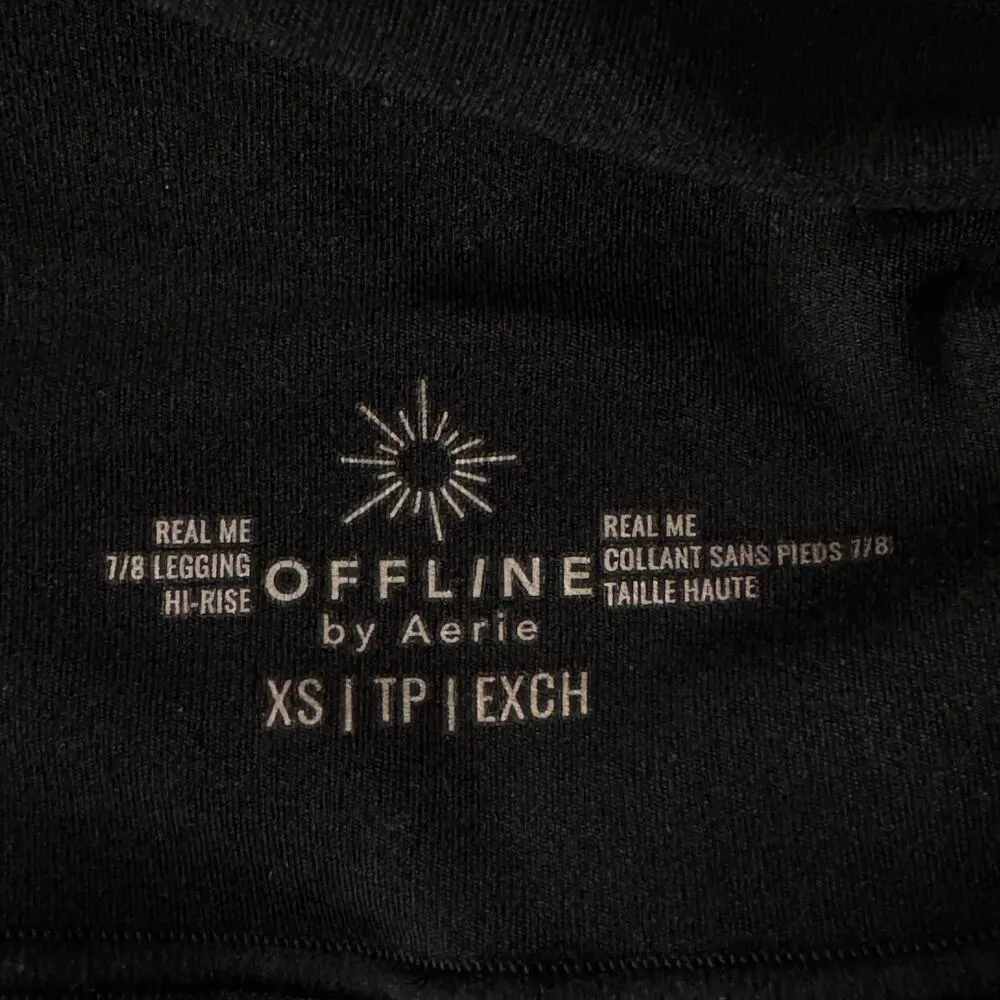 REAL ME
7/8 LEGGING
HI-RISE
OFFLINE
by Aerie
XS | TP | EXCH
REAL ME
COLLANT SANS PIEDS 7/8
TAILLE HAUTE